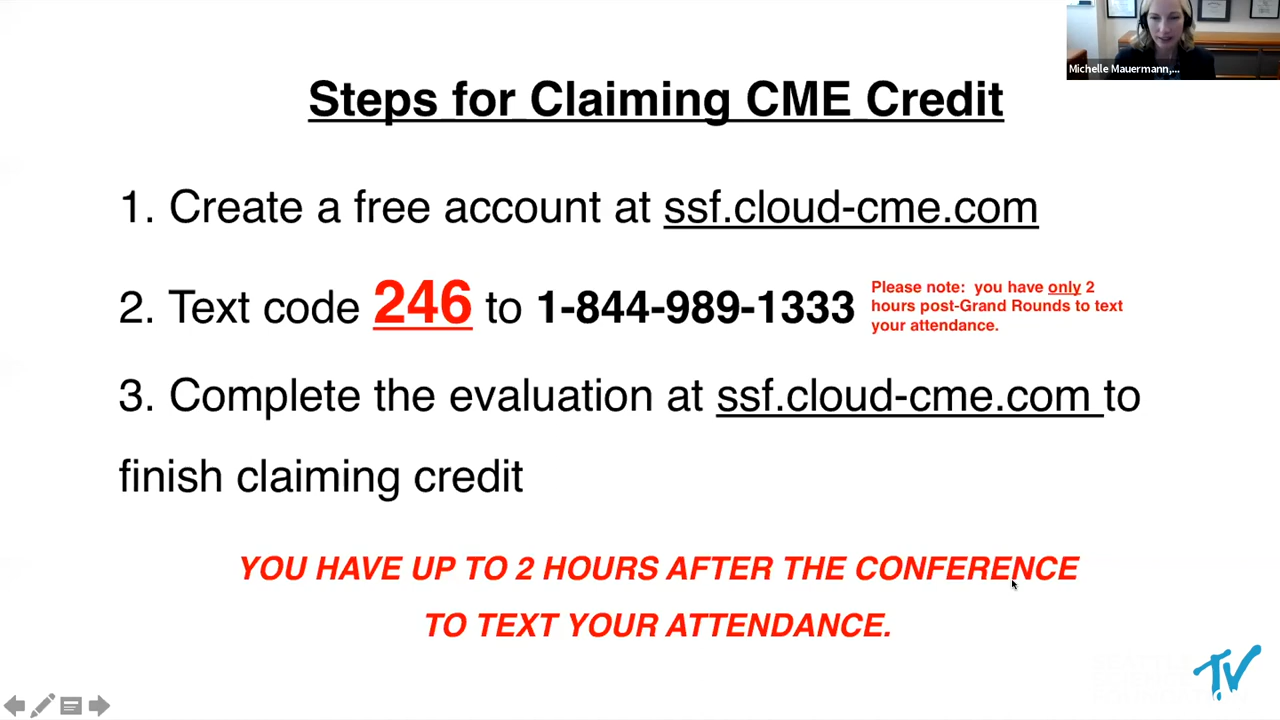 Michelle Mauermann,...
Steps for Claiming CME Credit
1. Create a free account at ssf.cloud-cme.com
2. Text code 246 to 1-844-989-1333
Please note: you have only 2
hours post-Grand Rounds to text
your attendance.
3. Complete the evaluation at ssf.cloud-cme.com to
finish claiming credit
YOU HAVE UP TO 2 HOURS AFTER THE CONFERENCE
TO TEXT YOUR ATTENDANCE.
TV